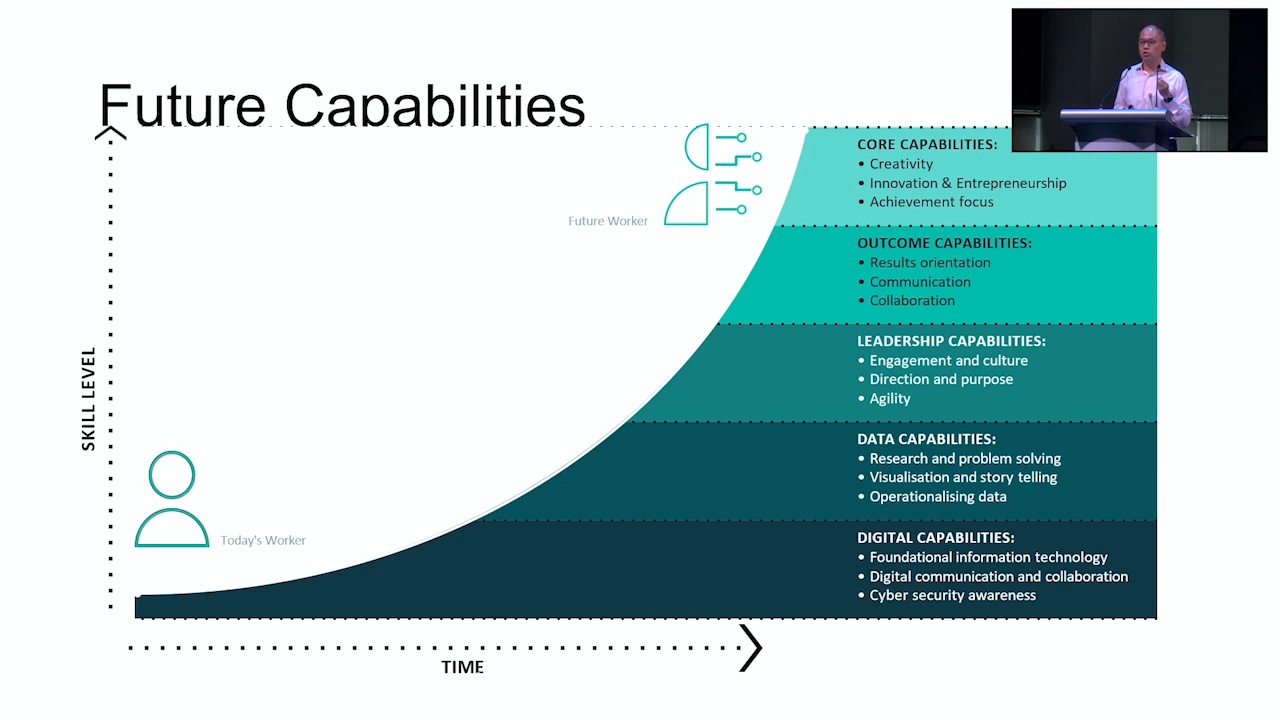 Future Capabilities
CORE CAPABILITIES:
• Creativity
• Innovation & Entrepreneurship
• Achievement focus
Future Worker
OUTCOME CAPABILITIES:
• Results orientation
• Communication
• Collaboration
LEADERSHIP CAPABILITIES:
• Engagement and culture
• Direction and purpose
• Agility
SKILL LEVEL
DATA CAPABILITIES:
• Research and problem solving
• Visualisation and story telling
• Operationalising data
Today's Worker
DIGITAL CAPABILITIES:
• Foundational information technology
• Digital communication and collaboration
• Cyber security awareness
TIME